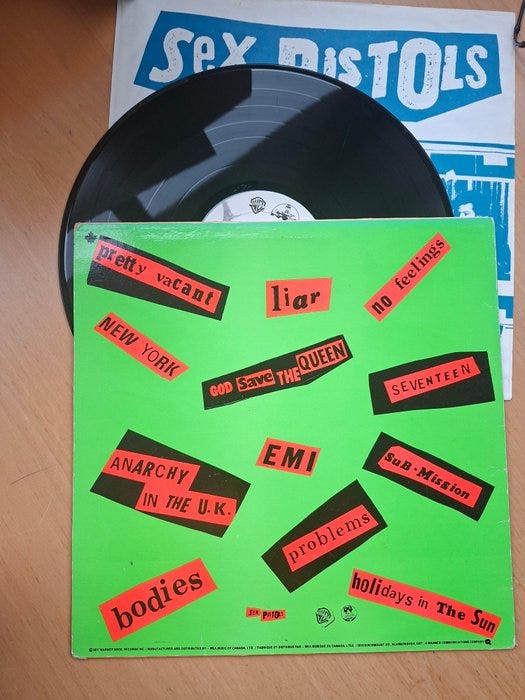 Sex PisTOLs
pretty vacant
liar
no feelings
NEW YORK
GOD Save THE QUEEN
SEVENTEEN
ANARCHY
IN THE U.K.
EMI
SuB·Mission
problems
bodies
holidays in The Sun
SEX PISTOLS